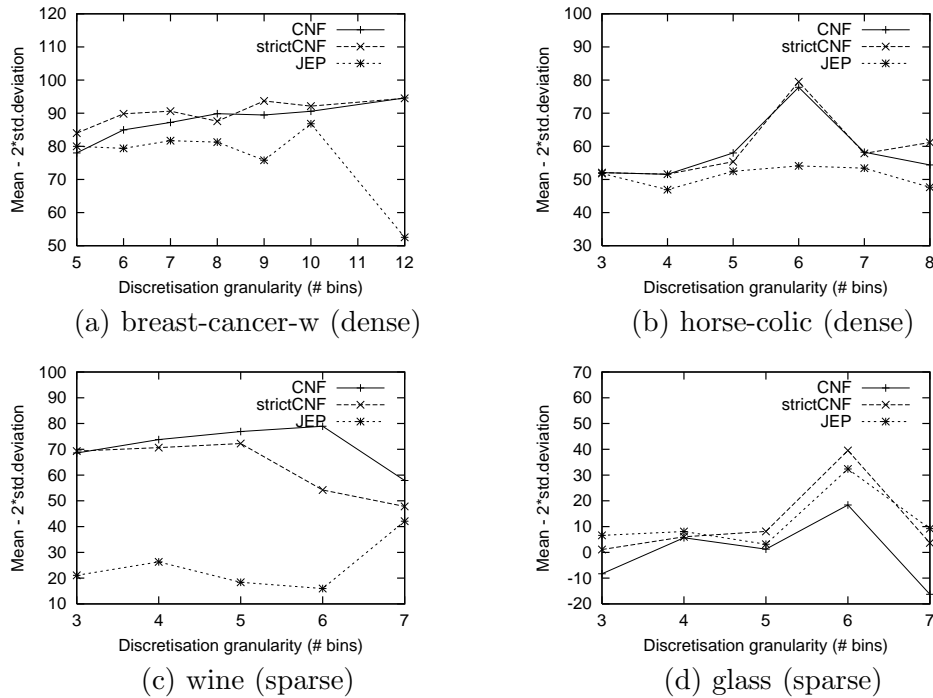 100
90
80
70
60
50
5 6 7 8 9 10 11 12
Mean - 2*std.deviation
Discretisation granularity (# bins)
CNF
strictCNF
JEP
(a) breast-cancer-w (dense)
100
90
80
70
60
50
40
30
3 4 5 6 7 8
Mean - 2*std.deviation
Discretisation granularity (# bins)
CNF
strictCNF
JEP
(b) horse-colic (dense)
100
90
80
70
60
50
40
30
20
10
3 4 5 6 7
Mean - 2*std.deviation
Discretisation granularity (# bins)
CNF
strictCNF
JEP
(c) wine (sparse)
70
60
50
40
30
20
10
0
-10
-20
3 4 5 6 7
Mean - 2*std.deviation
Discretisation granularity (# bins)
CNF
strictCNF
JEP
(d) glass (sparse)